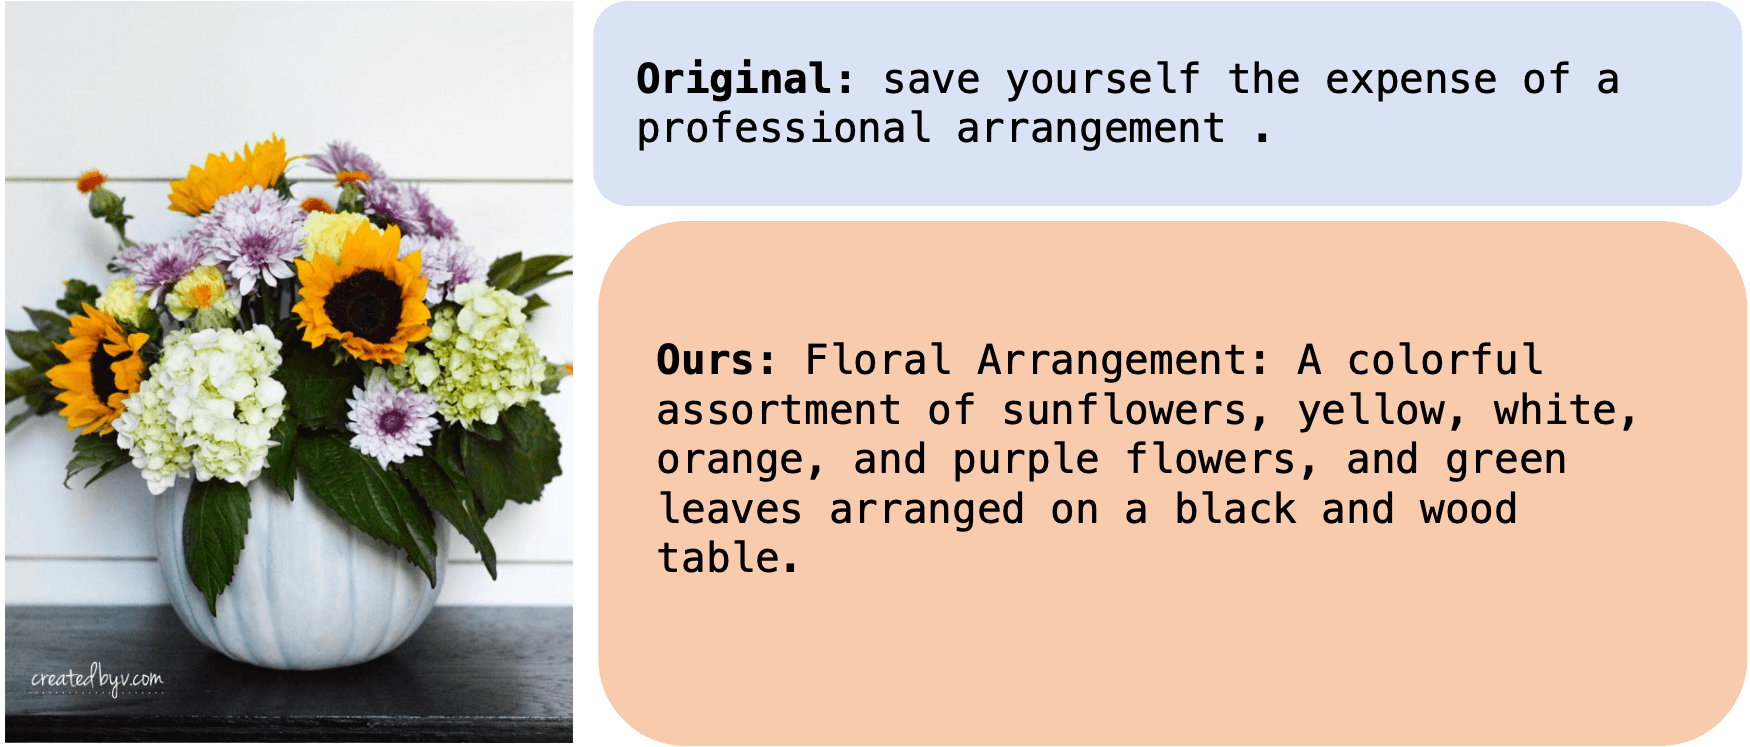 Original: save yourself the expense of a
professional arrangement .
Ours: Floral Arrangement: A colorful
assortment of sunflowers, yellow, white,
orange, and purple flowers, and green
leaves arranged on a black and wood
table.
createdbyv.com